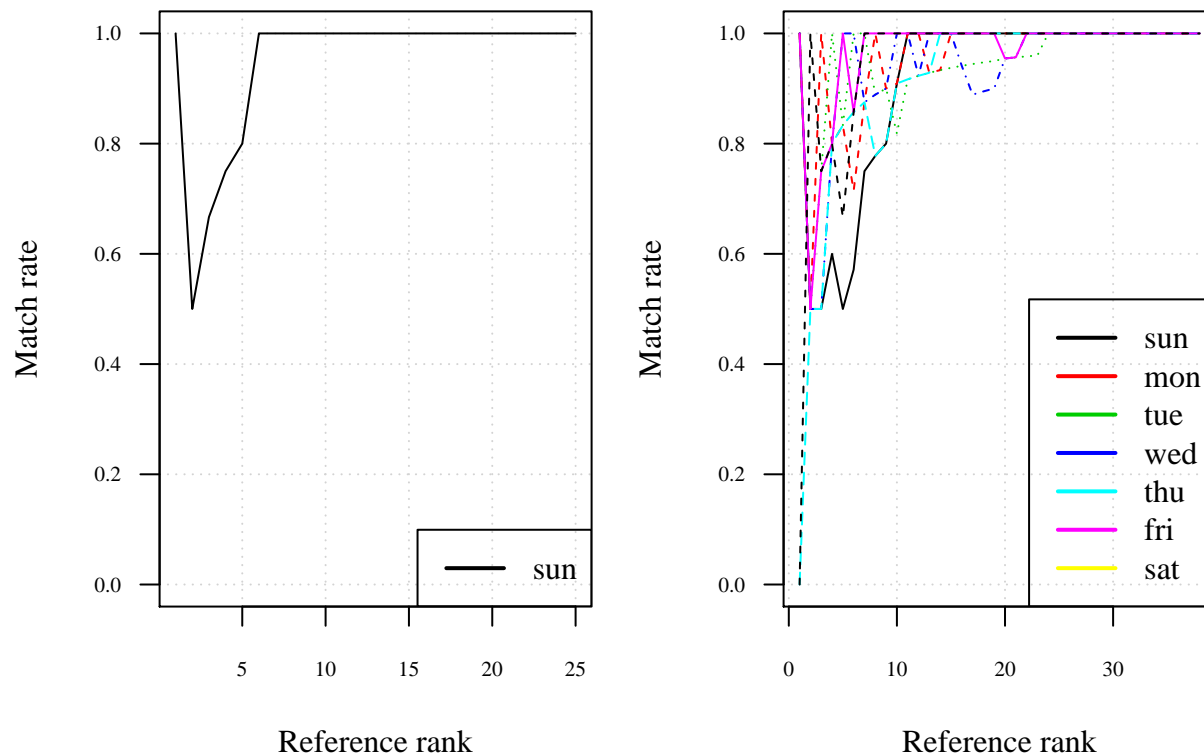 1.0
0.8
0.6
0.4
0.2
0.0
Match rate
5 10 15 20 25
Reference rank
sun
1.0
0.8
0.6
0.4
0.2
0.0
Match rate
0 10 20 30
Reference rank
sun
mon
tue
wed
thu
fri
sat